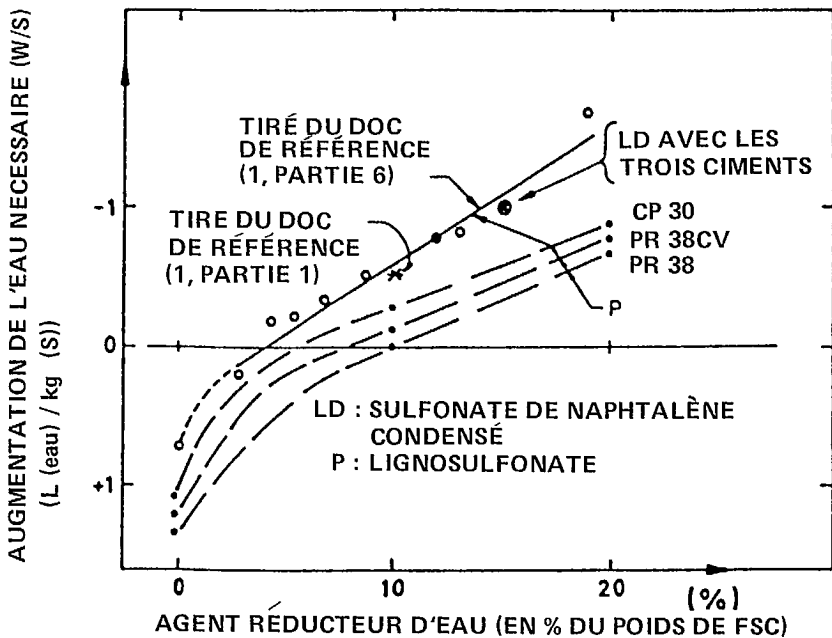 AUGMENTATION DE L'EAU NECESSAIRE (W/S)
(L (eau) / kg (S))
-1
0
+1
TIRÉ DU DOC
DE RÉFÉRENCE
(1, PARTIE 6)
TIRE DU DOC
DE RÉFÉRENCE
(1, PARTIE 1)
LD AVEC LES
TROIS CIMENTS
CP 30
PR 38CV
PR 38
P
LD : SULFONATE DE NAPHTALÈNE
CONDENSÉ
P : LIGNOSULFONATE
0
10
20
(%)
AGENT RÉDUCTEUR D'EAU (EN % DU POIDS DE FSC)